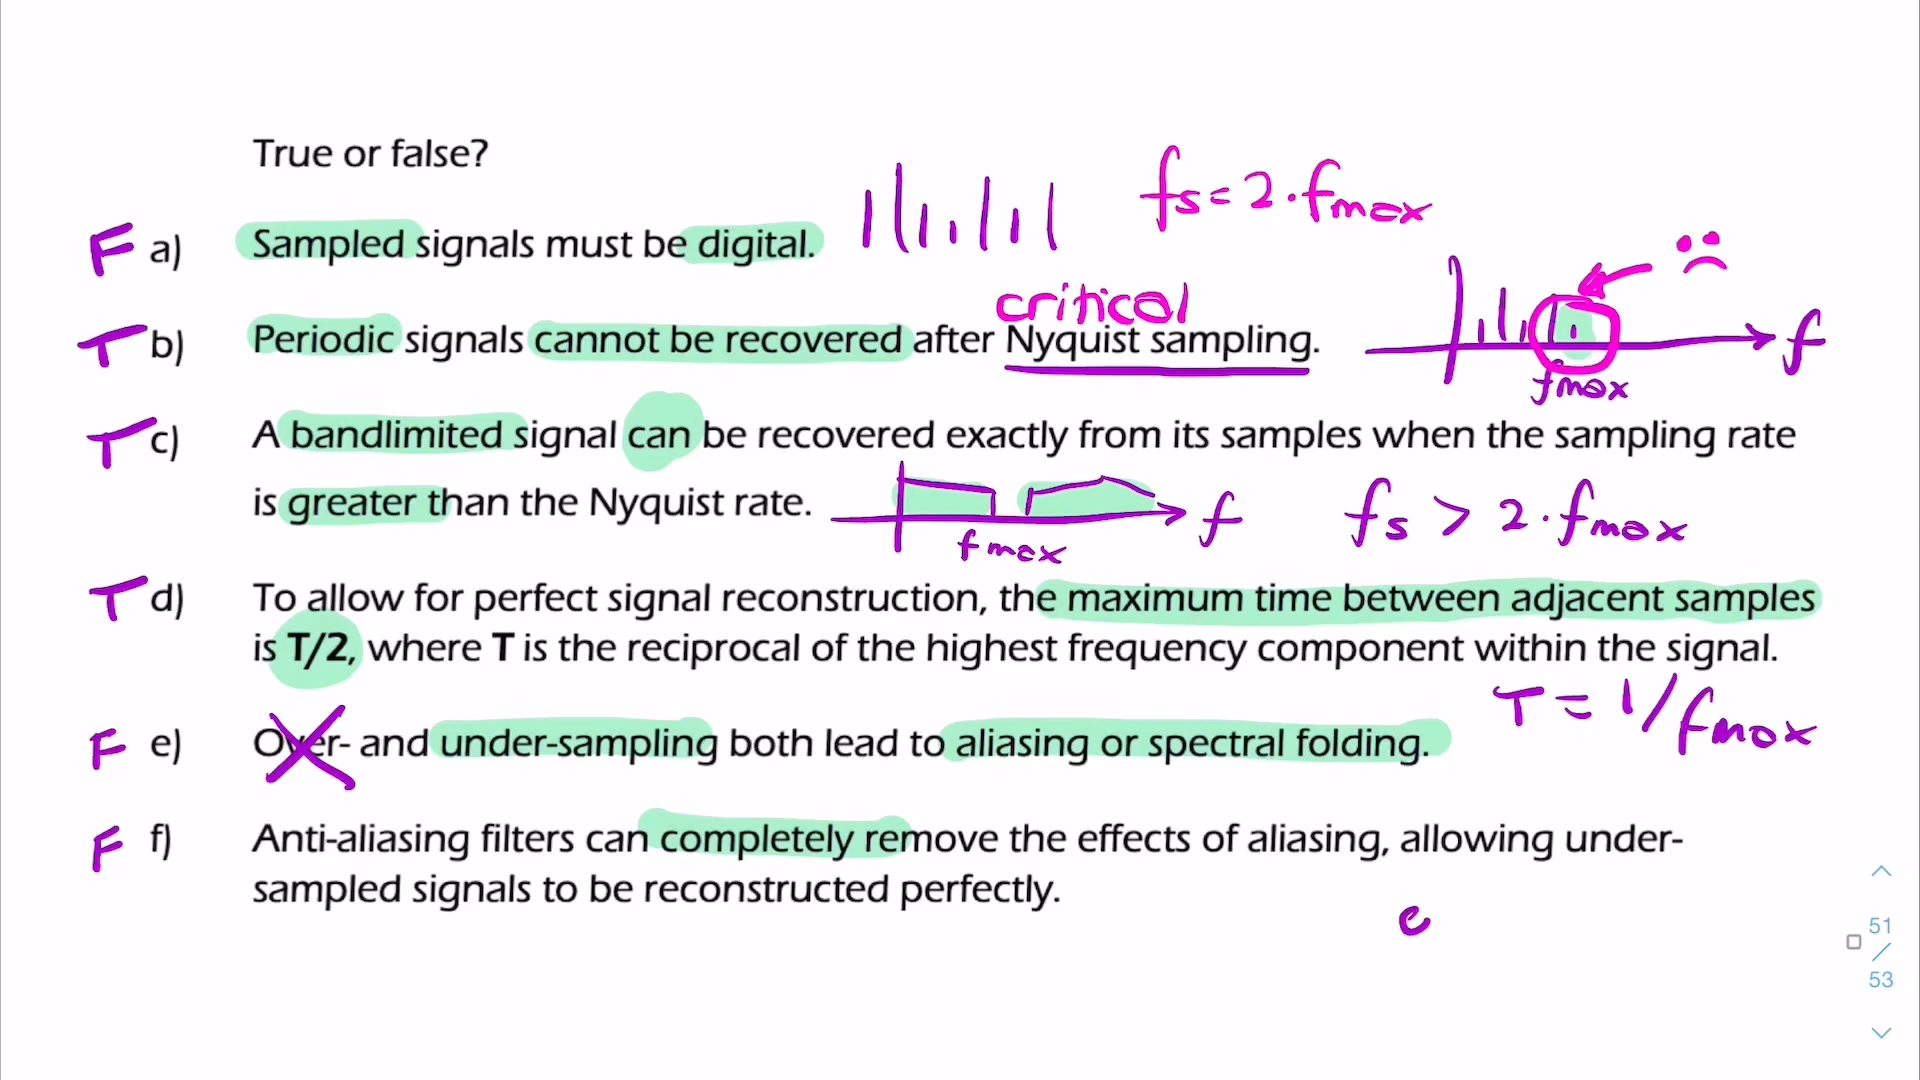 True or false?
fs = 2·fmax
F a) Sampled signals must be digital.
critical
T b) Periodic signals cannot be recovered after Nyquist sampling.
f
fmax
T c) A bandlimited signal can be recovered exactly from its samples when the sampling rate
is greater than the Nyquist rate.
f
fmax
fs > 2·fmax
T d) To allow for perfect signal reconstruction, the maximum time between adjacent samples
is T/2, where T is the reciprocal of the highest frequency component within the signal.
T = 1/fmax
F e) Over- and under-sampling both lead to aliasing or spectral folding.
F f) Anti-aliasing filters can completely remove the effects of aliasing, allowing under-
sampled signals to be reconstructed perfectly.
e
51
/
53